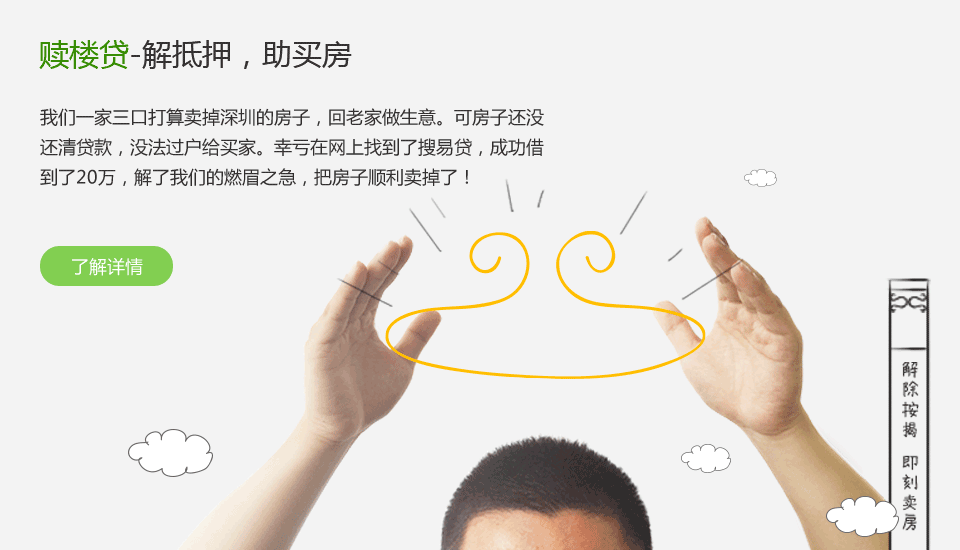 赎楼贷-解抵押，助买房
我们一家三口打算卖掉深圳的房子，回老家做生意。可房子还没
还清贷款，没法过户给买家。幸亏在网上找到了搜易贷，成功借
到了20万，解了我们的燃眉之急，把房子顺利卖掉了！
了解详情
解除按揭 即刻卖房